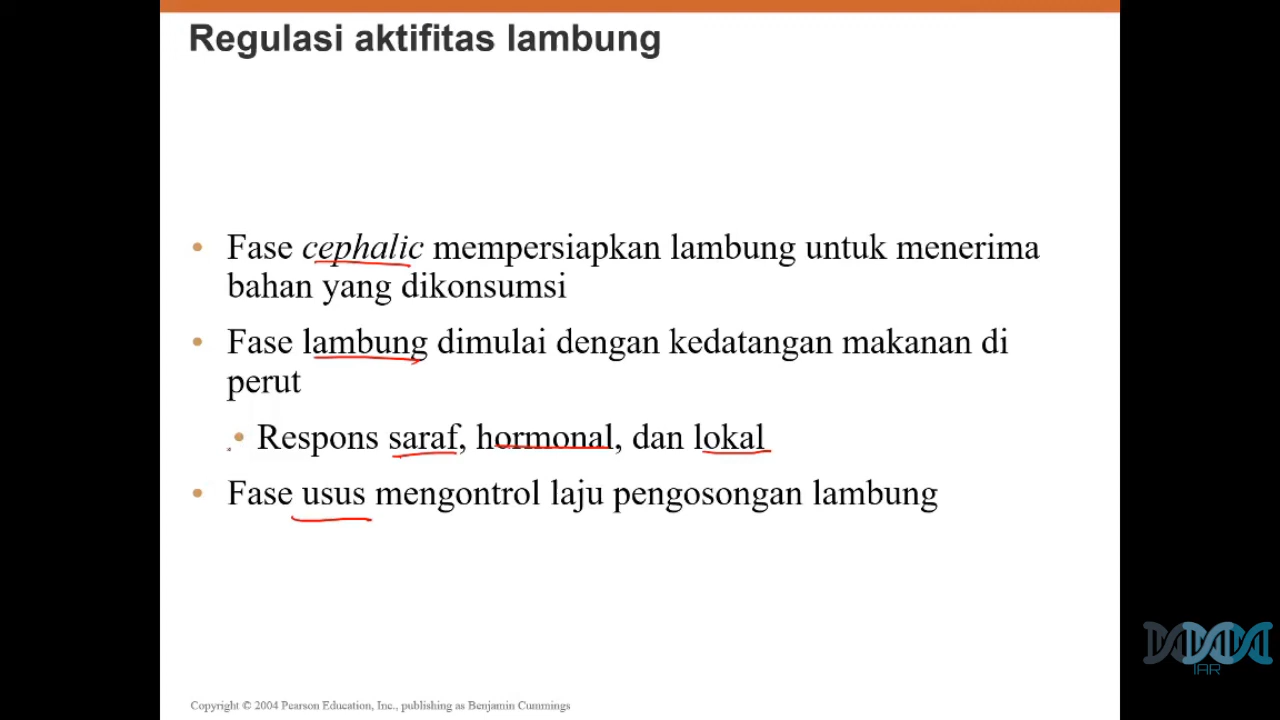 Regulasi aktifitas lambung
• Fase cephalic mempersiapkan lambung untuk menerima
bahan yang dikonsumsi
• Fase lambung dimulai dengan kedatangan makanan di
perut
• Respons saraf, hormonal, dan lokal
• Fase usus mengontrol laju pengosongan lambung
IAR
Copyright © 2004 Pearson Education, Inc., publishing as Benjamin Cummings